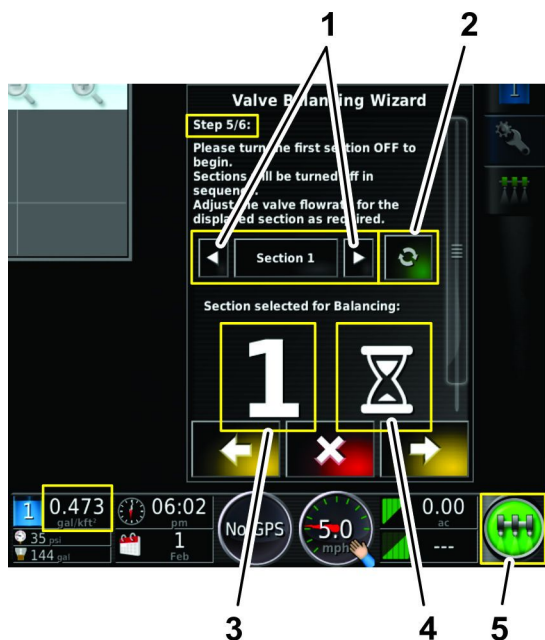 1
2
1
Valve Balancing Wizard
Step 5/6:
Please turn the first section OFF to
begin.
Sections will be turned off in
sequence.
Adjust the valve flowrate for the
displayed section as required.
Section 1
Section selected for Balancing:
1
1
0.473
gal/kft²
35 psi
144 gal
06:02
pm
1
Feb
No GPS
5.0
mph
0.00
ac
---
3
4
5